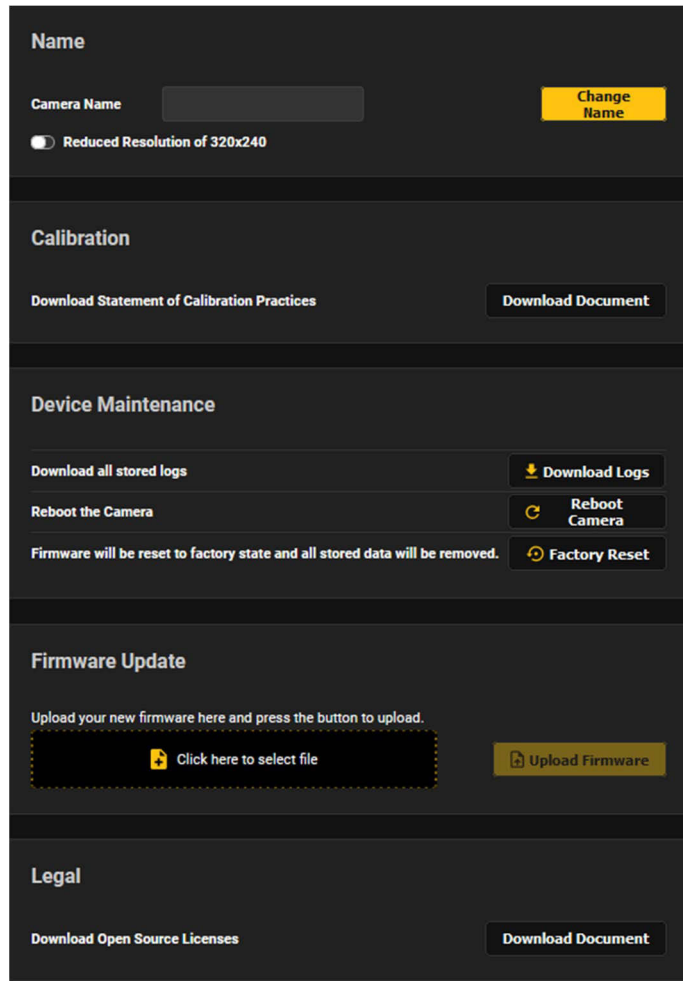 Name
Camera Name
Change
Name
Reduced Resolution of 320x240
Calibration
Download Statement of Calibration Practices
Download Document
Device Maintenance
Download all stored logs
Download Logs
Reboot the Camera
Reboot
Camera
Firmware will be reset to factory state and all stored data will be removed.
Factory Reset
Firmware Update
Upload your new firmware here and press the button to upload.
Click here to select file
Upload Firmware
Legal
Download Open Source Licenses
Download Document